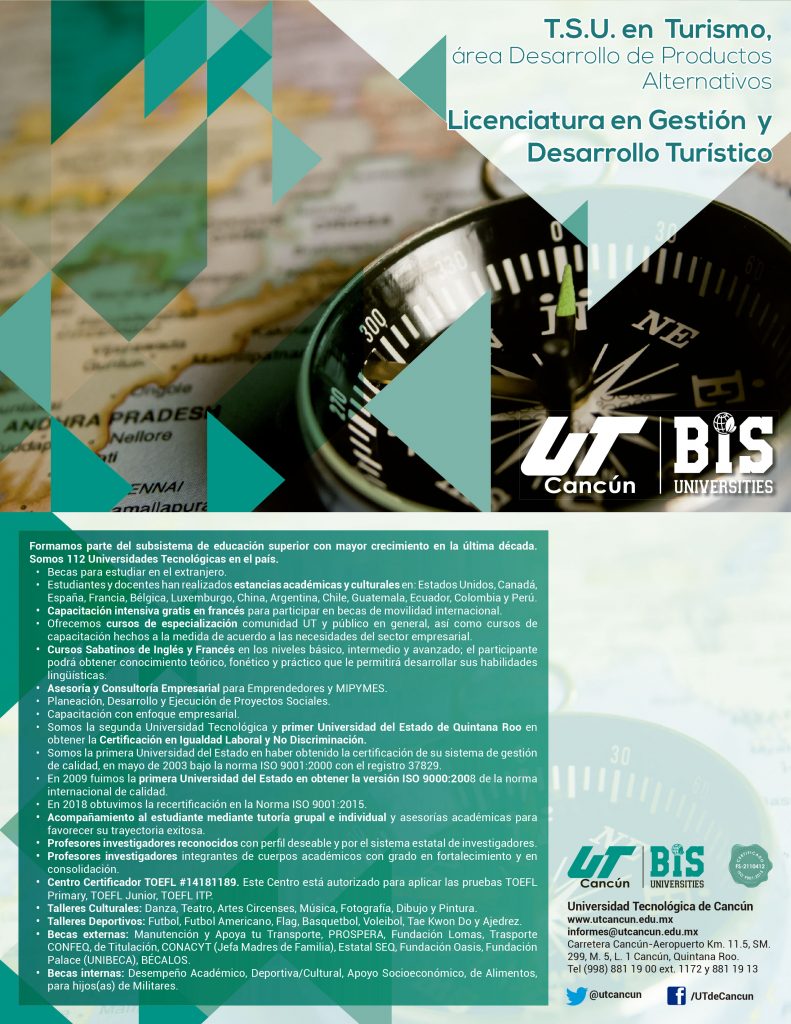 T.S.U. en Turismo,
área Desarrollo de Productos
Alternativos
Licenciatura en Gestión y
Desarrollo Turístico
0
30
330
300
270
NE
E
Kakin
Vijayawada
Guntur
Machilipatnam
Ongole
ANDHRA PRADESH
Nellore
ENNAI
amallapura
UT
Cancún
BIS
UNIVERSITIES
Formamos parte del subsistema de educación superior con mayor crecimiento en la última década.
Somos 112 Universidades Tecnológicas en el país.
• Becas para estudiar en el extranjero.
• Estudiantes y docentes han realizados estancias académicas y culturales en: Estados Unidos, Canadá,
España, Francia, Bélgica, Luxemburgo, China, Argentina, Chile, Guatemala, Ecuador, Colombia y Perú.
• Capacitación intensiva gratis en francés para participar en becas de movilidad internacional.
• Ofrecemos cursos de especialización comunidad UT y público en general, así como cursos de
capacitación hechos a la medida de acuerdo a las necesidades del sector empresarial.
• Cursos Sabatinos de Inglés y Francés en los niveles básico, intermedio y avanzado; el participante
podrá obtener conocimiento teórico, fonético y práctico que le permitirá desarrollar sus habilidades
lingüísticas.
• Asesoría y Consultoría Empresarial para Emprendedores y MIPYMES.
• Planeación, Desarrollo y Ejecución de Proyectos Sociales.
• Capacitación con enfoque empresarial.
• Somos la segunda Universidad Tecnológica y primer Universidad del Estado de Quintana Roo en
obtener la Certificación en Igualdad Laboral y No Discriminación.
• Somos la primera Universidad del Estado en haber obtenido la certificación de su sistema de gestión
de calidad, en mayo de 2003 bajo la norma ISO 9001:2000 con el registro 37829.
• En 2009 fuimos la primera Universidad del Estado en obtener la versión ISO 9000:2008 de la norma
internacional de calidad.
• En 2018 obtuvimos la recertificación en la Norma ISO 9001:2015.
• Acompañamiento al estudiante mediante tutoría grupal e individual y asesorías académicas para
favorecer su trayectoria exitosa.
• Profesores investigadores reconocidos con perfil deseable y por el sistema estatal de investigadores.
• Profesores investigadores integrantes de cuerpos académicos con grado en fortalecimiento y en
consolidación.
• Centro Certificador TOEFL #14181189. Este Centro está autorizado para aplicar las pruebas TOEFL
Primary, TOEFL Junior, TOEFL ITP.
• Talleres Culturales: Danza, Teatro, Artes Circenses, Música, Fotografía, Dibujo y Pintura.
• Talleres Deportivos: Futbol, Futbol Americano, Flag, Basquetbol, Voleibol, Tae Kwon Do y Ajedrez.
• Becas externas: Manutención y Apoya tu Transporte, PROSPERA, Fundación Lomas, Trasporte
CONFEQ, de Titulación, CONACYT (Jefa Madres de Familia), Estatal SEQ, Fundación Oasis, Fundación
Palace (UNIBECA), BÉCALOS.
• Becas internas: Desempeño Académico, Deportiva/Cultural, Apoyo Socioeconómico, de Alimentos,
para hijos(as) de Militares.
UT
Cancún
BIS
UNIVERSITIES
FS-2110412
Universidad Tecnológica de Cancún
www.utcancun.edu.mx
informes@utcancun.edu.mx
Carretera Cancún-Aeropuerto Km. 11.5, SM.
299, M. 5, L. 1 Cancún, Quintana Roo.
Tel (998) 881 19 00 ext. 1172 y 881 19 13
@utcancun
/UTdeCancun